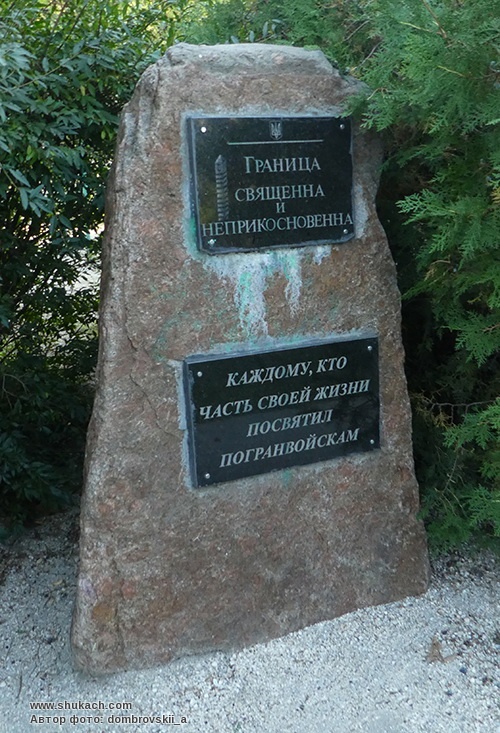 Граница
священна
и
неприкосновенна
Каждому, кто
часть своей жизни
посвятил
погранвойскам
www.shukach.com
Автор фото: dombrovskii_a